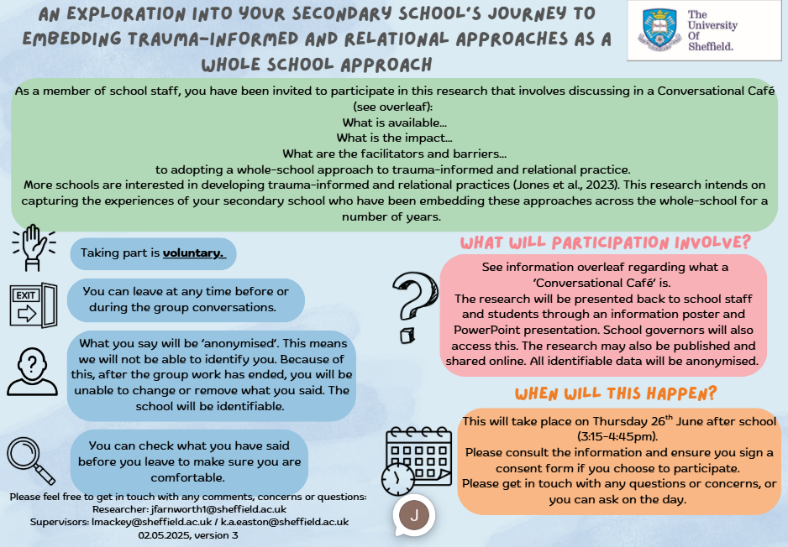 AN EXPLORATION INTO YOUR SECONDARY SCHOOL'S JOURNEY TO
EMBEDDING TRAUMA-INFORMED AND RELATIONAL APPROACHES AS A
WHOLE SCHOOL APPROACH
The
University
Of
Sheffield.
As a member of school staff, you have been invited to participate in this research that involves discussing in a Conversational Café
(see overleaf):
What is available...
What is the impact...
What are the facilitators and barriers...
to adopting a whole-school approach to trauma-informed and relational practice.
More schools are interested in developing trauma-informed and relational practices (Jones et al., 2023). This research intends on
capturing the experiences of your secondary school who have been embedding these approaches across the whole-school for a
number of years.
Taking part is voluntary.
EXIT
You can leave at any time before or
during the group conversations.
What you say will be 'anonymised'. This means
we will not be able to identify you. Because of
this, after the group work has ended, you will be
unable to change or remove what you said. The
school will be identifiable.
You can check what you have said
before you leave to make sure you are
comfortable.
Please feel free to get in touch with any comments, concerns or questions:
Researcher: jfarnworth1@sheffield.ac.uk
Supervisors: lmackey@sheffield.ac.uk / k.a.easton@sheffield.ac.uk
02.05.2025, version 3
WHAT WILL PARTICIPATION INVOLVE?
See information overleaf regarding what a
'Conversational Café' is.
The research will be presented back to school staff
and students through an information poster and
PowerPoint presentation. School governors will also
access this. The research may also be published and
shared online. All identifiable data will be anonymised.
WHEN WILL THIS HAPPEN?
This will take place on Thursday 26th June after school
(3:15-4:45pm).
Please consult the information and ensure you sign a
consent form if you choose to participate.
Please get in touch with any questions or concerns, or
you can ask on the day.
J